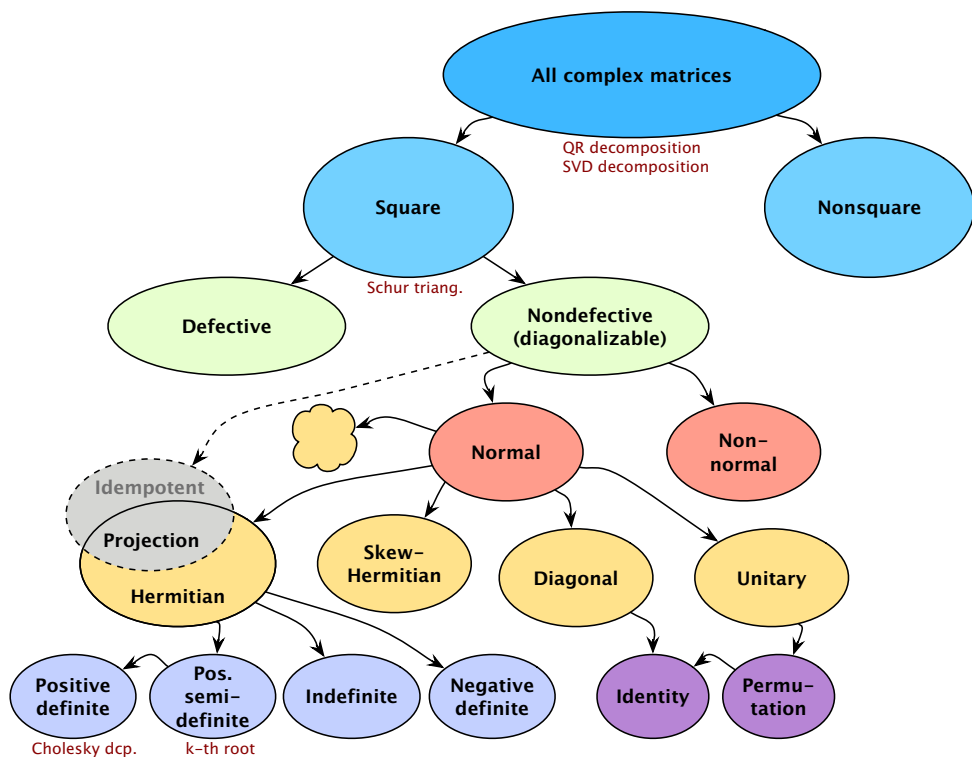 All complex matrices
QR decomposition
SVD decomposition
Square
Nonsquare
Schur triang.
Defective
Nondefective
(diagonalizable)
Normal
Non-
normal
Idempotent
Projection
Hermitian
Skew-
Hermitian
Diagonal
Unitary
Positive
definite
Pos.
semi-
definite
Indefinite
Negative
definite
Identity
Permu-
tation
Cholesky dcp.
k-th root